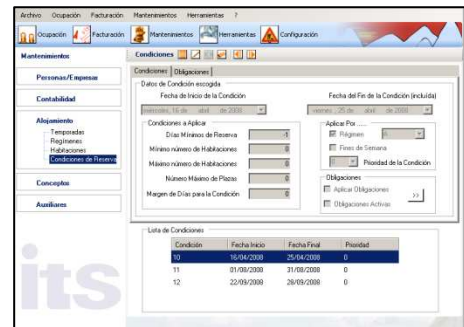 Archivo Ocupación Facturación Mantenimientos Herramientas ?
Ocupación Facturación Mantenimientos Herramientas Configuración
Mantenimientos
Condiciones
Personas/Empresas
Contabilidad
Alojamiento
Temporadas
Regímenes
Habitaciones
Condiciones de Reserva
Conceptos
Auxiliares
its
Condiciones Obligaciones
Datos de Condición escogida
Fecha de Inicio de la Condición Fecha del Fin de la Condición (incluida)
miércoles, 16 de abril de 2008 viernes , 25 de abril de 2008
Condiciones a Aplicar Aplicar Por .....
Días Mínimos de Reserva -1 Régimen A
Mínimo número de Habitaciones 0 Fines de Semana
Máximo número de Habitaciones 0 0 Prioridad de la Condición
Número Máximo de Plazas 0 Obligaciones
Margen de Días para la Condición 0 Aplicar Obligaciones >>
Obligaciones Activas
Lista de Condiciones
Condición Fecha Inicio Fecha Final Prioridad
10 16/04/2008 25/04/2008 0
11 01/08/2008 31/08/2008 0
12 22/09/2008 28/09/2008 0